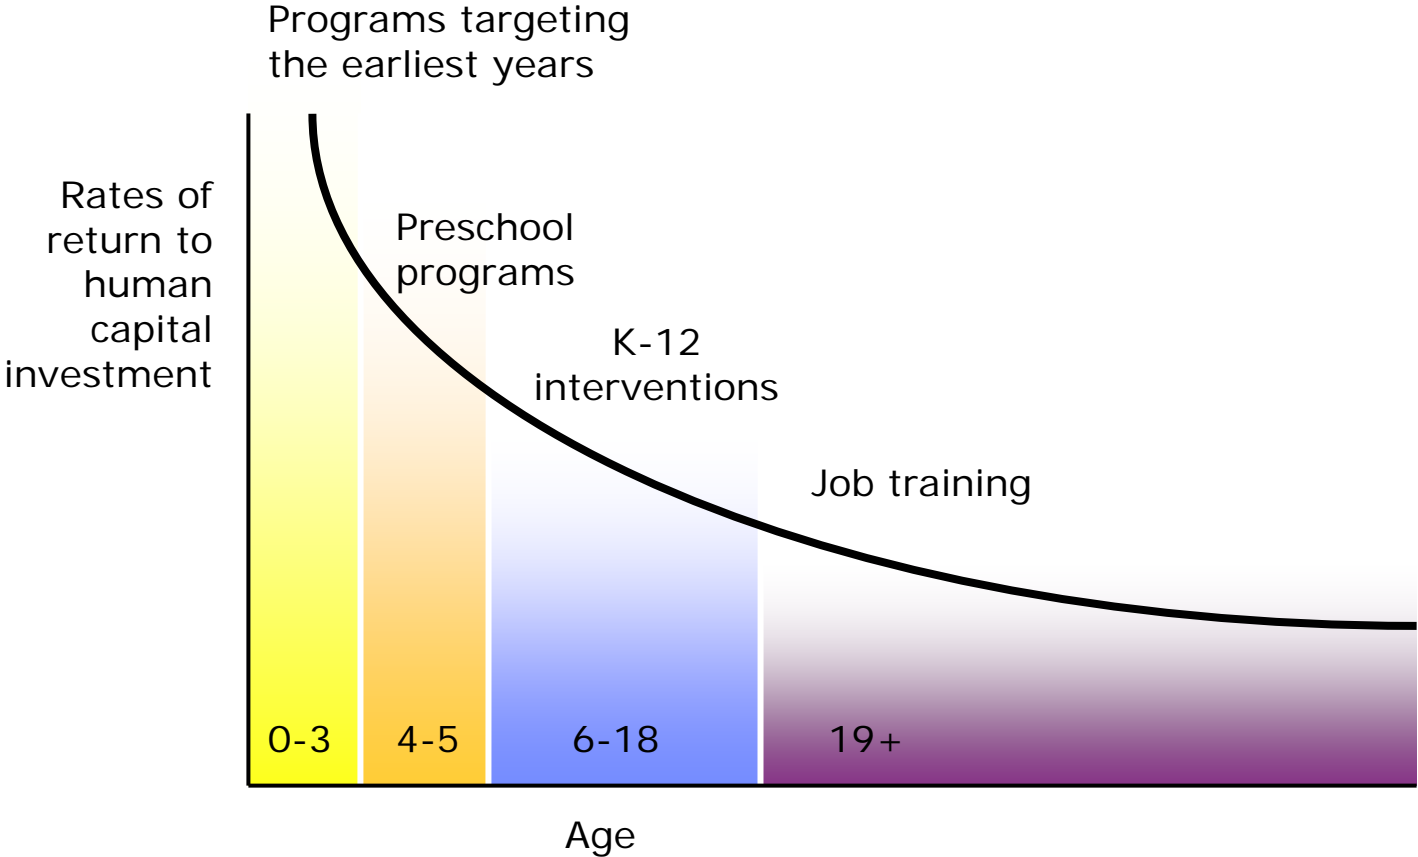 Programs targeting
the earliest years
Rates of
return to
human
capital
investment
Preschool
programs
K-12
interventions
Job training
0-3
4-5
6-18
19+
Age